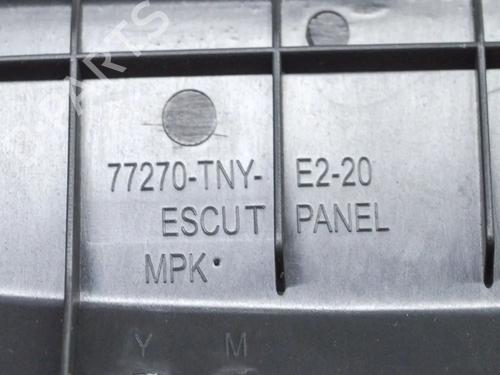 77270-TNY-E2-20
ESCUT PANEL
MPK
Y M